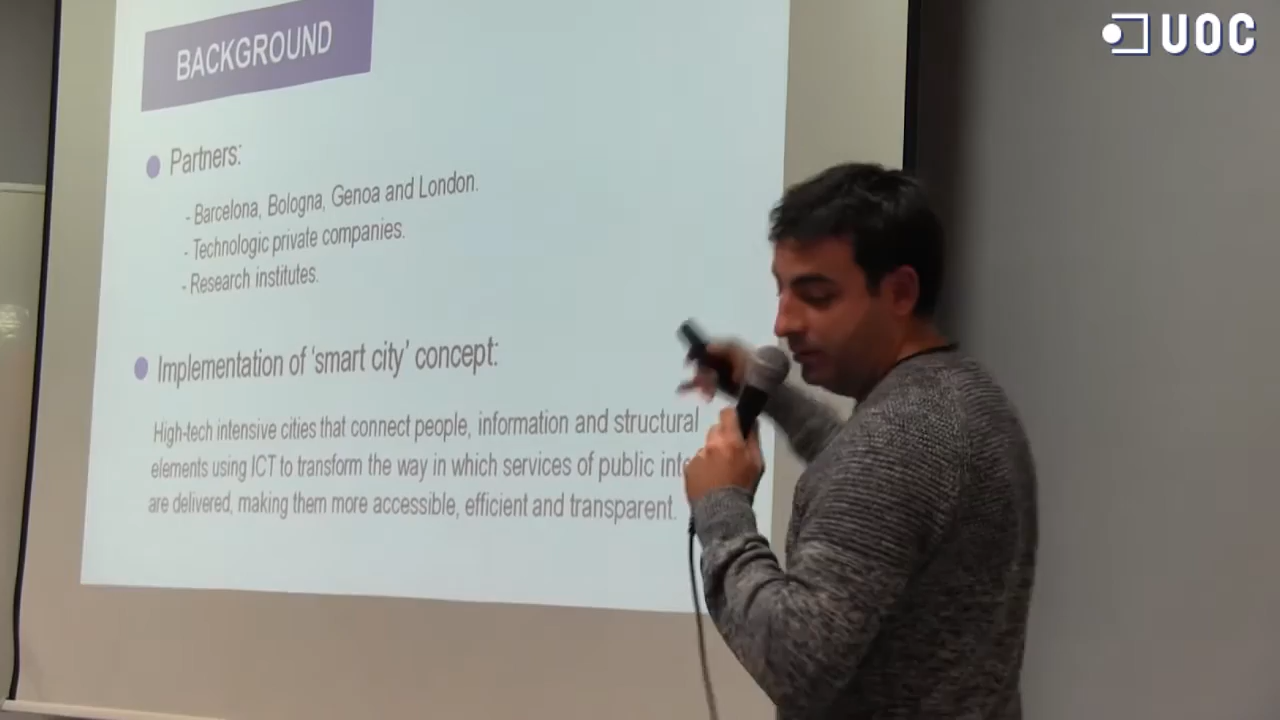 UOC
BACKGROUND
Partners:
- Barcelona, Bologna, Genoa and London.
- Technologic private companies.
- Research institutes.
Implementation of 'smart city' concept:
High-tech intensive cities that connect people, information and structural
elements using ICT to transform the way in which services of public
are delivered, making them more accessible, efficient and transparent.